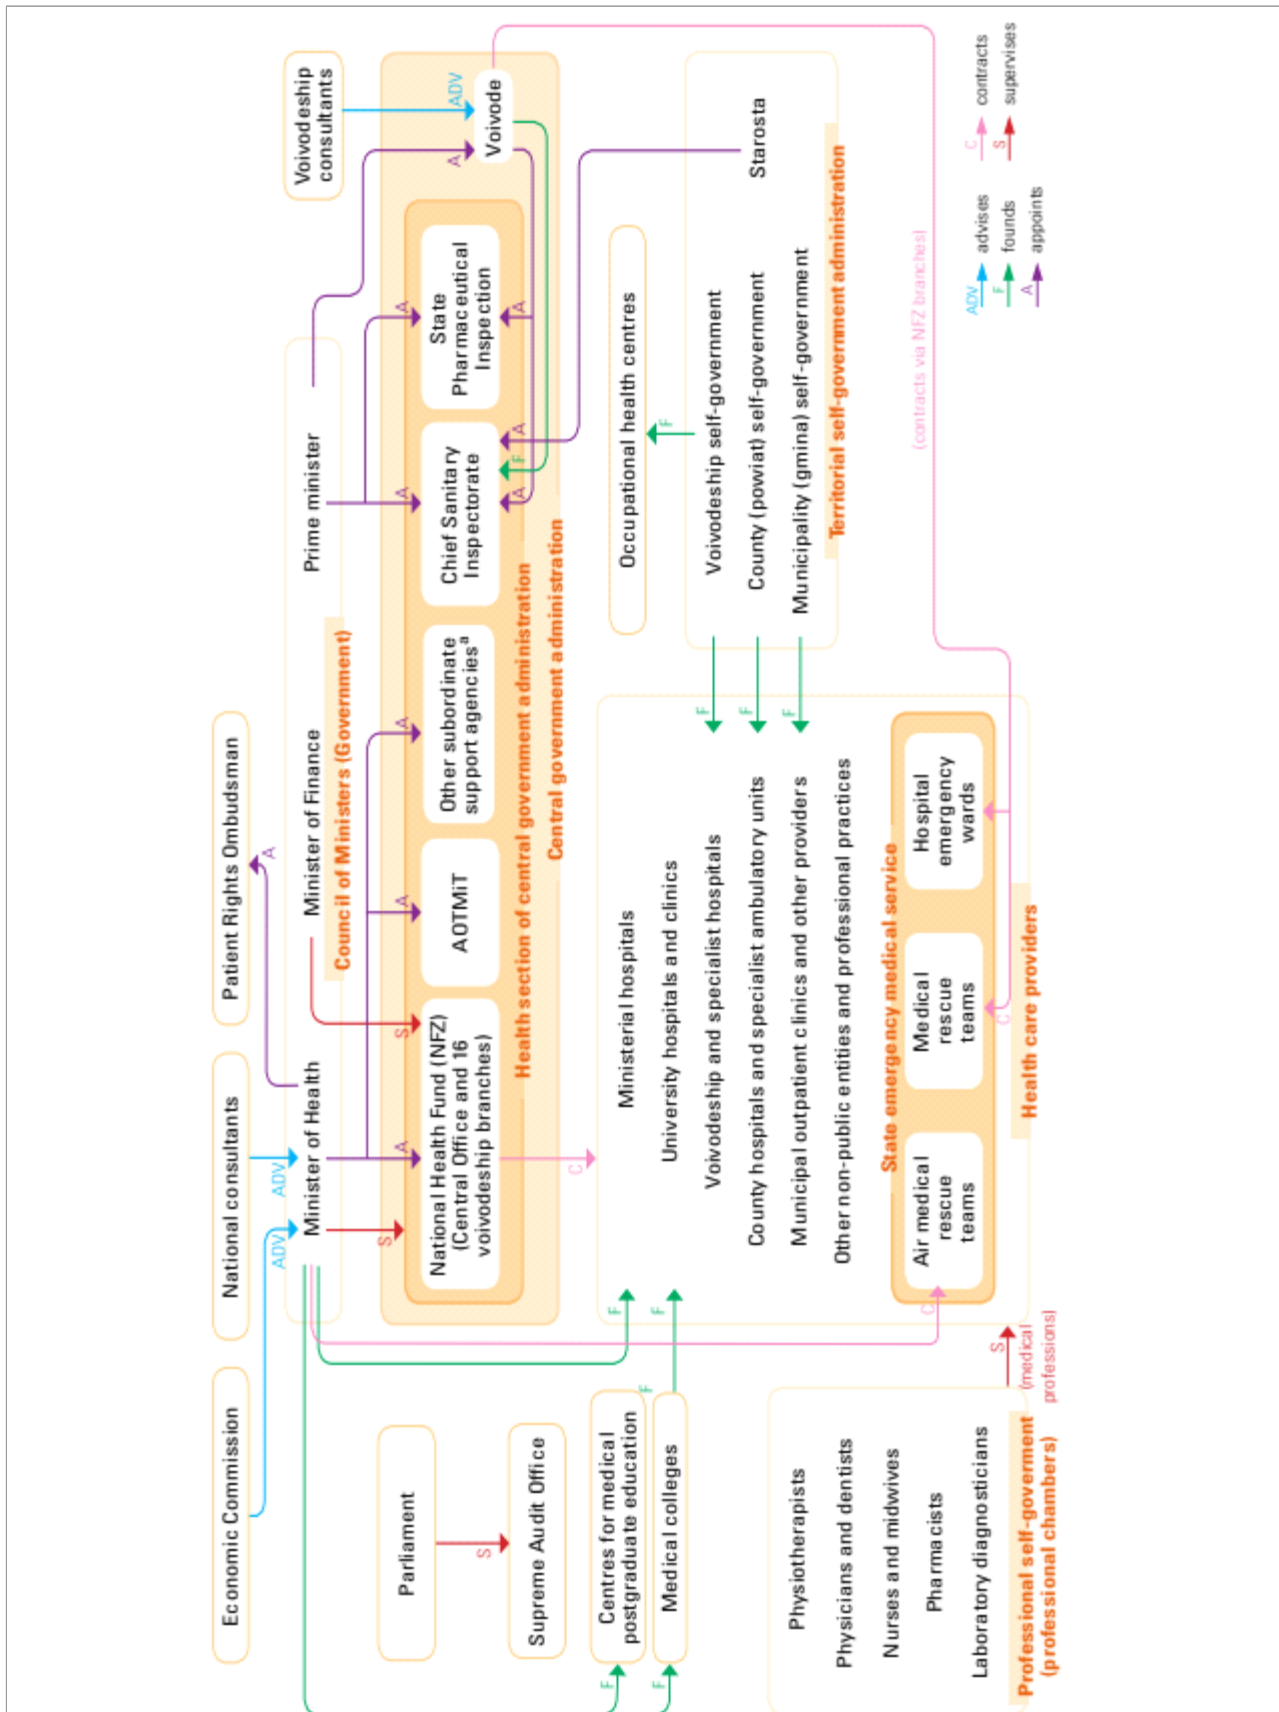 Economic Commission
National consultants
Patient Rights Ombudsman
Voivodeship
consultants
ADV
ADV
A
ADV
Minister of Health
Minister of Finance
Prime minister
Council of Ministers (Government)
Parliament
S
Supreme Audit Office
S
A
S
A
A
A
A
A
National Health Fund (NFZ)
(Central Office and 16
voivodeship branches)
AOTMiT
Other subordinate
support agenciesª
Chief Sanitary
Inspectorate
State
Pharmaceutical
Inspection
Voivode
A
F
A
A
Health section of central government administration
Central government administration
C
F
Centres for medical
postgraduate education
F
F
Medical colleges
F
F
Ministerial hospitals
University hospitals and clinics
Voivodeship and specialist hospitals
County hospitals and specialist ambulatory units
Municipal outpatient clinics and other providers
Other non-public entities and professional practices
F
F
F
Occupational health centres
F
Voivodeship self-government
County (powiat) self-government
Municipality (gmina) self-government
Starosta
Territorial self-government administration
State emergency medical service
C
Air medical
rescue
teams
Medical
rescue
teams
Hospital
emergency
wards
C
Health care providers
(contracts via NFZ branches)
Physiotherapists
Physicians and dentists
Nurses and midwives
Pharmacists
Laboratory diagnosticians
Professional self-goverment
(professional chambers)
S
(medical
professions)
ADV
advises
C
contracts
F
founds
S
supervises
A
appoints